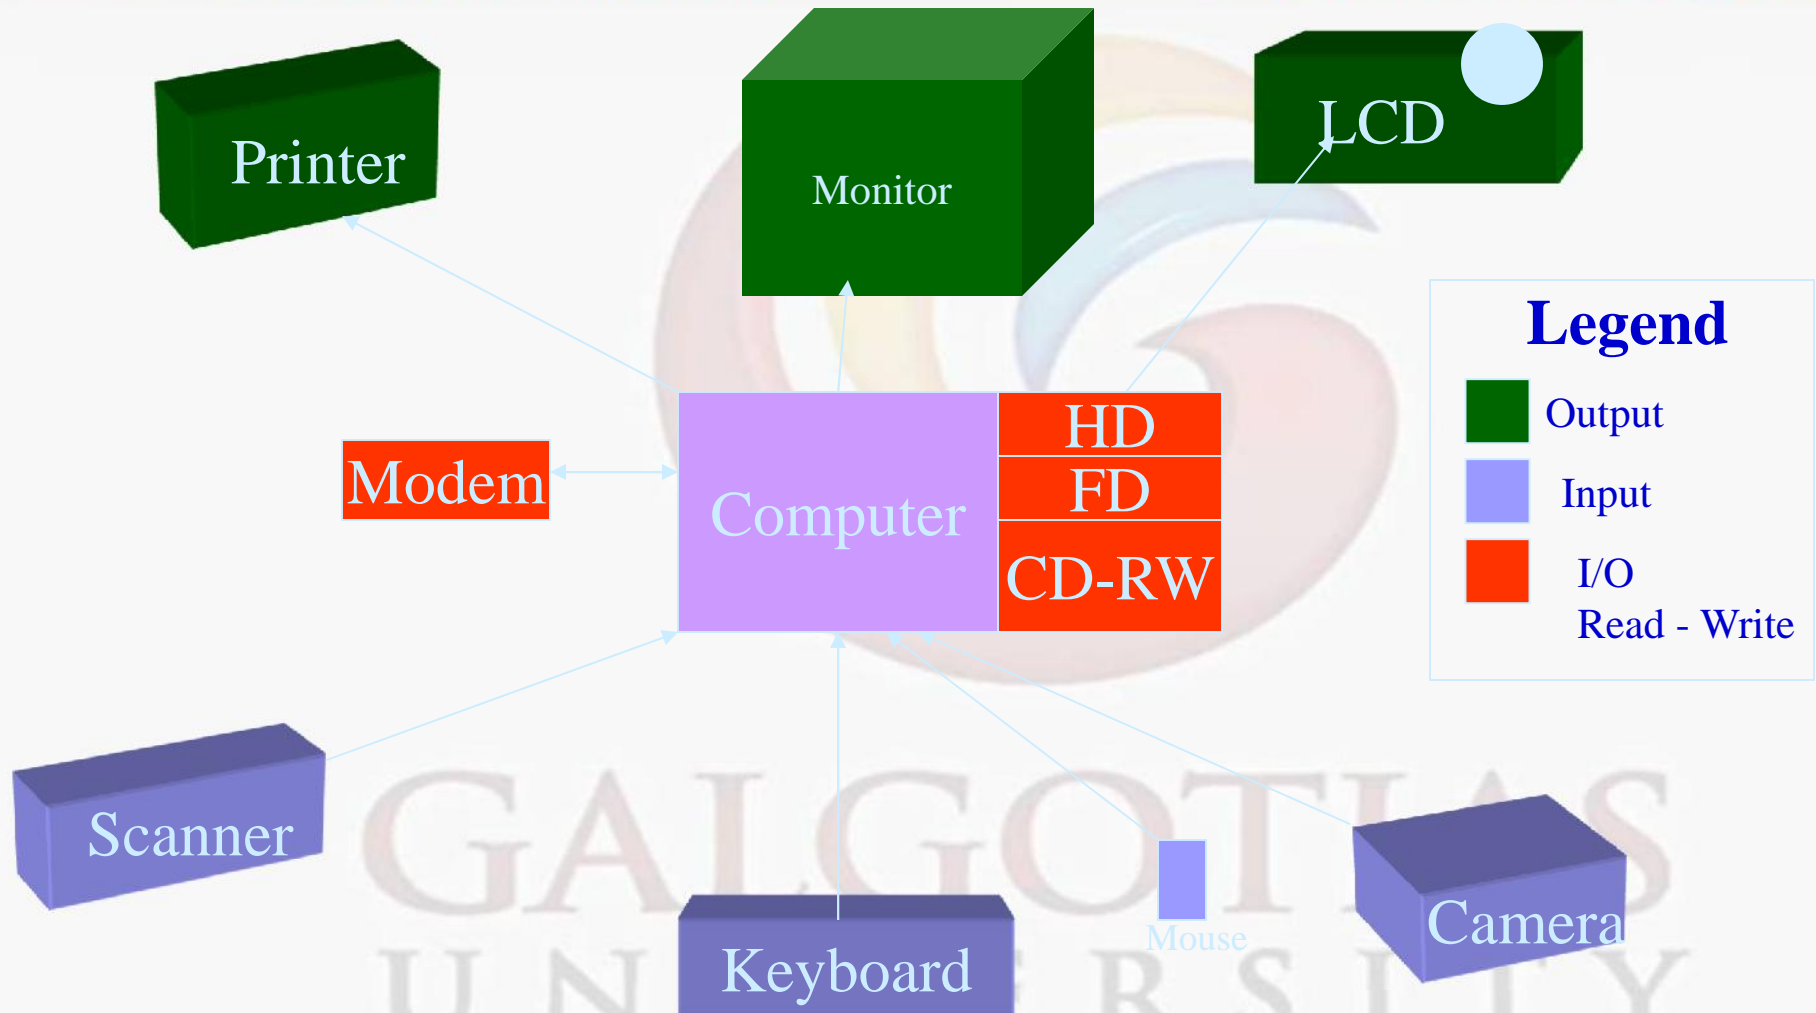 Printer
Monitor
LCD
Legend
Output
Input
I/O
Read - Write
HD
FD
CD-RW
Modem
Computer
Scanner
Keyboard
Mouse
Camera
GALGOTIAS
UNIVERSITY